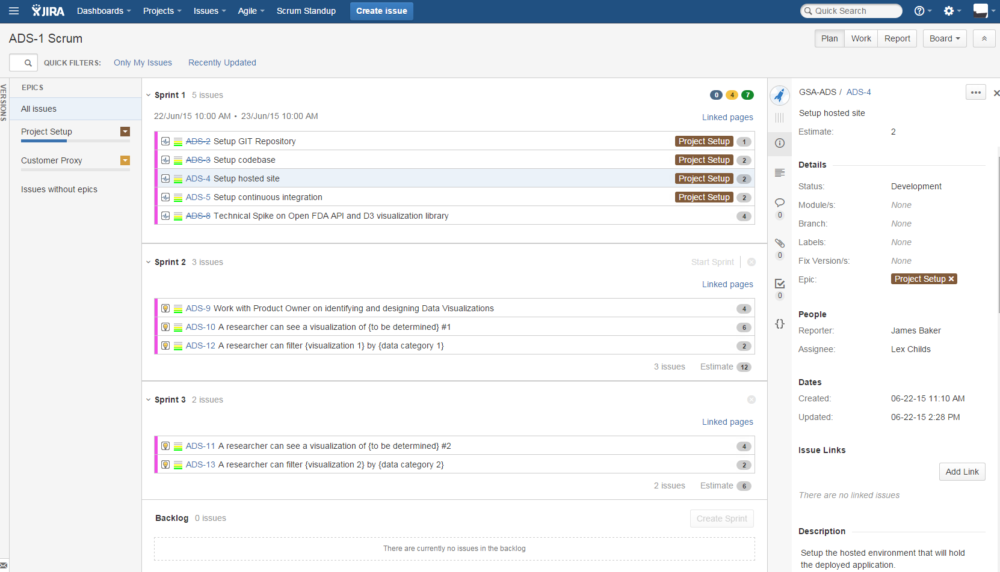 JIRA Dashboards Projects Issues Agile Scrum Standup Create issue Quick Search
ADS-1 Scrum
Plan Work Report Board
QUICK FILTERS: Only My Issues Recently Updated
VERSIONS
EPICS
All issues
Project Setup
Customer Proxy
Issues without epics
Sprint 1 5 issues 0 4 7
22/Jun/15 10:00 AM • 23/Jun/15 10:00 AM Linked pages
ADS-2 Setup GIT Repository Project Setup 1
ADS-3 Setup codebase Project Setup 2
ADS-4 Setup hosted site Project Setup 2
ADS-5 Setup continuous integration Project Setup 2
ADS-8 Technical Spike on Open FDA API and D3 visualization library 4
Sprint 2 3 issues Start Sprint
Linked pages
ADS-9 Work with Product Owner on identifying and designing Data Visualizations 4
ADS-10 A researcher can see a visualization of {to be determined} #1 6
ADS-12 A researcher can filter {visualization 1} by {data category 1} 2
3 issues Estimate 12
Sprint 3 2 issues
Linked pages
ADS-11 A researcher can see a visualization of {to be determined} #2 4
ADS-13 A researcher can filter {visualization 2} by {data category 2} 2
2 issues Estimate 6
Backlog 0 issues Create Sprint
There are currently no issues in the backlog
0
0
0
GSA-ADS / ADS-4
Setup hosted site
Estimate: 2
Details
Status: Development
Module/s: None
Branch: None
Labels: None
Fix Version/s: None
Epic: Project Setup
People
Reporter: James Baker
Assignee: Lex Childs
Dates
Created: 06-22-15 11:10 AM
Updated: 06-22-15 2:28 PM
Issue Links
Add Link
There are no linked issues
Description
Setup the hosted environment that will hold
the deployed application.